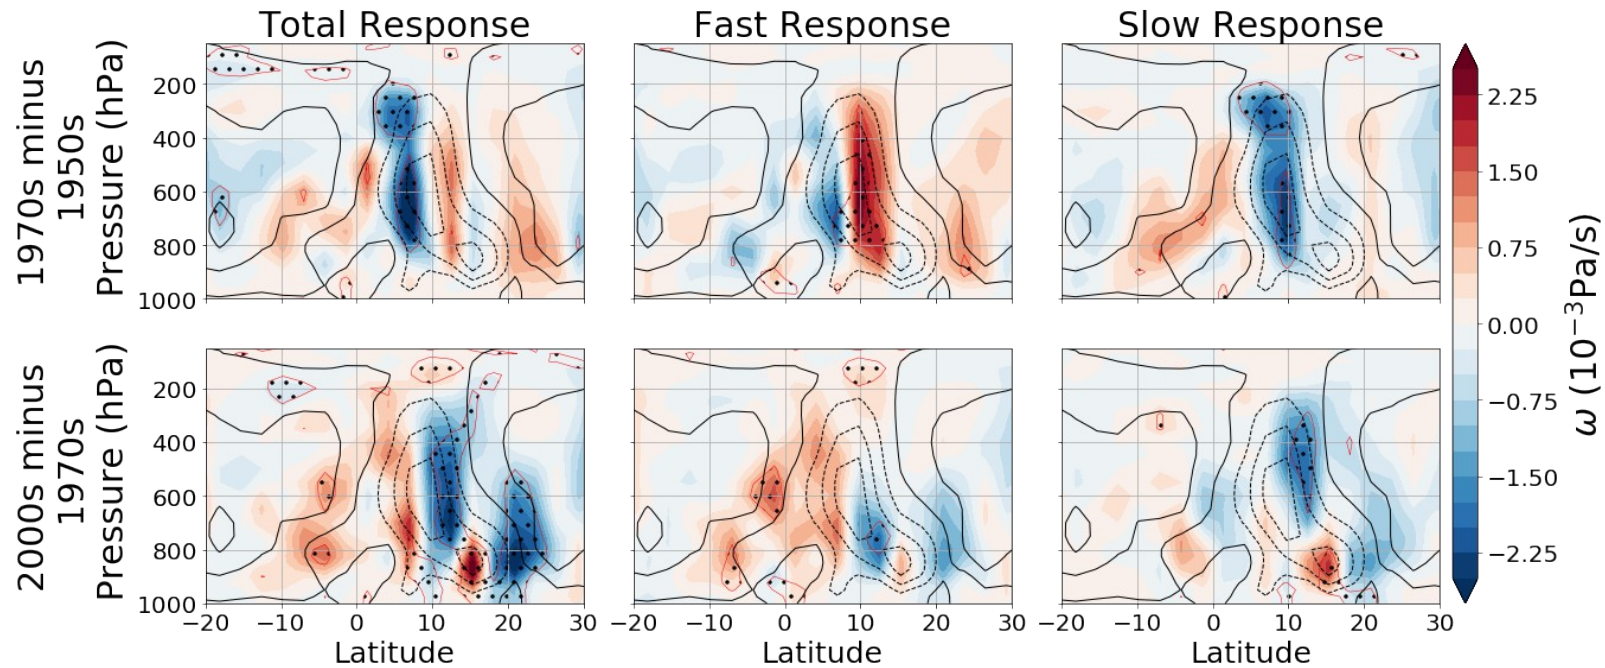 Total Response
Fast Response
Slow Response
1970s minus
1950s
Pressure (hPa)
200
400
600
800
1000
2000s minus
1970s
Pressure (hPa)
200
400
600
800
1000
−20
−10
0
10
20
30
Latitude
−20
−10
0
10
20
30
Latitude
−20
−10
0
10
20
30
Latitude
2.25
1.50
0.75
0.00
−0.75
−1.50
−2.25
ω (10⁻³Pa/s)